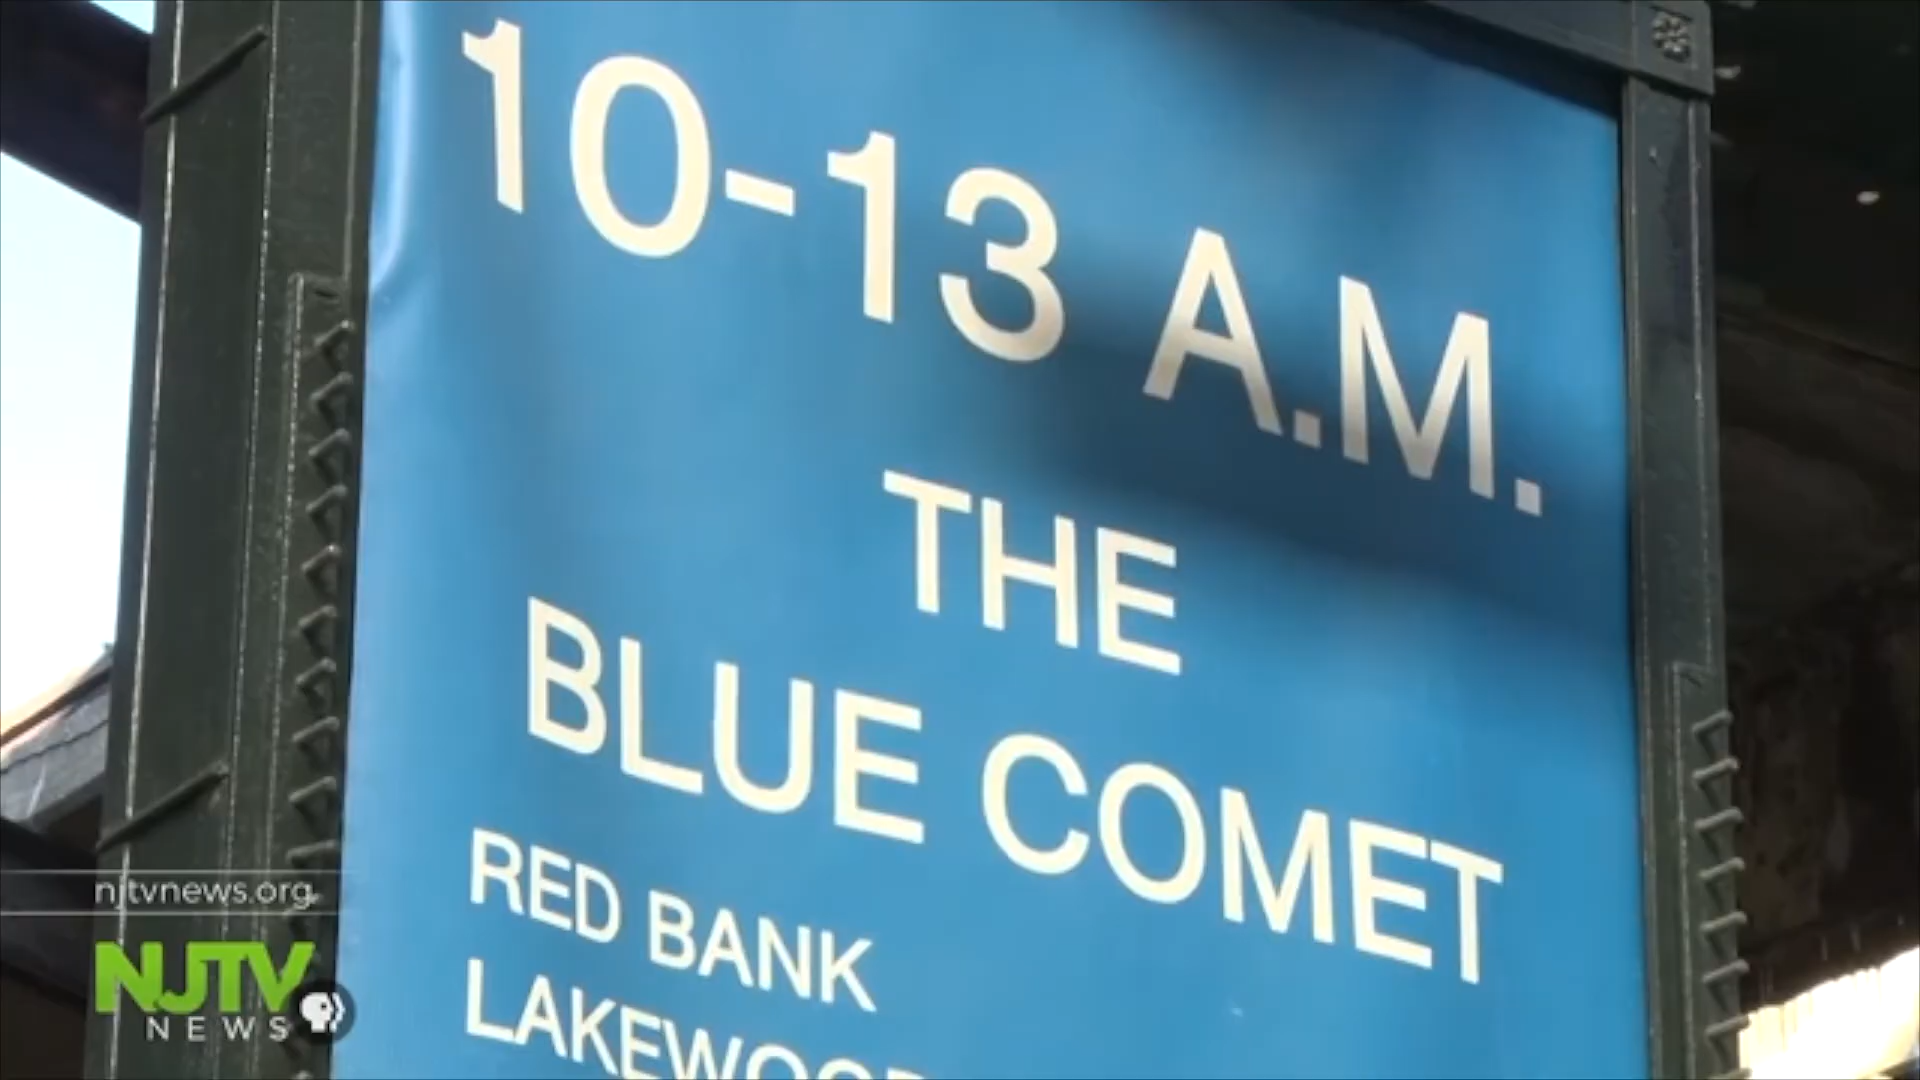 10-13 A.M.
THE
BLUE COMET
RED BANK
njtvnews.org
NJTV
NEWS